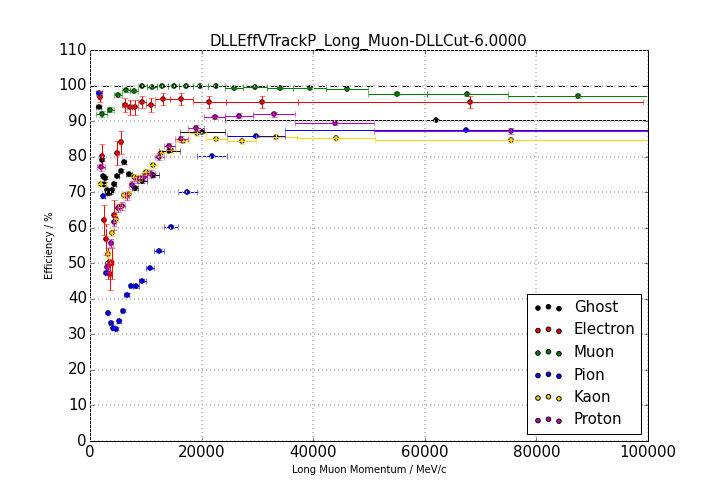 DLLEffVTrackP_Long_Muon-DLLCut-6.0000
110
100
90
80
70
60
50
40
30
20
10
0
Efficiency / %
0 20000 40000 60000 80000 100000
Long Muon Momentum / MeV/c
Ghost
Electron
Muon
Pion
Kaon
Proton